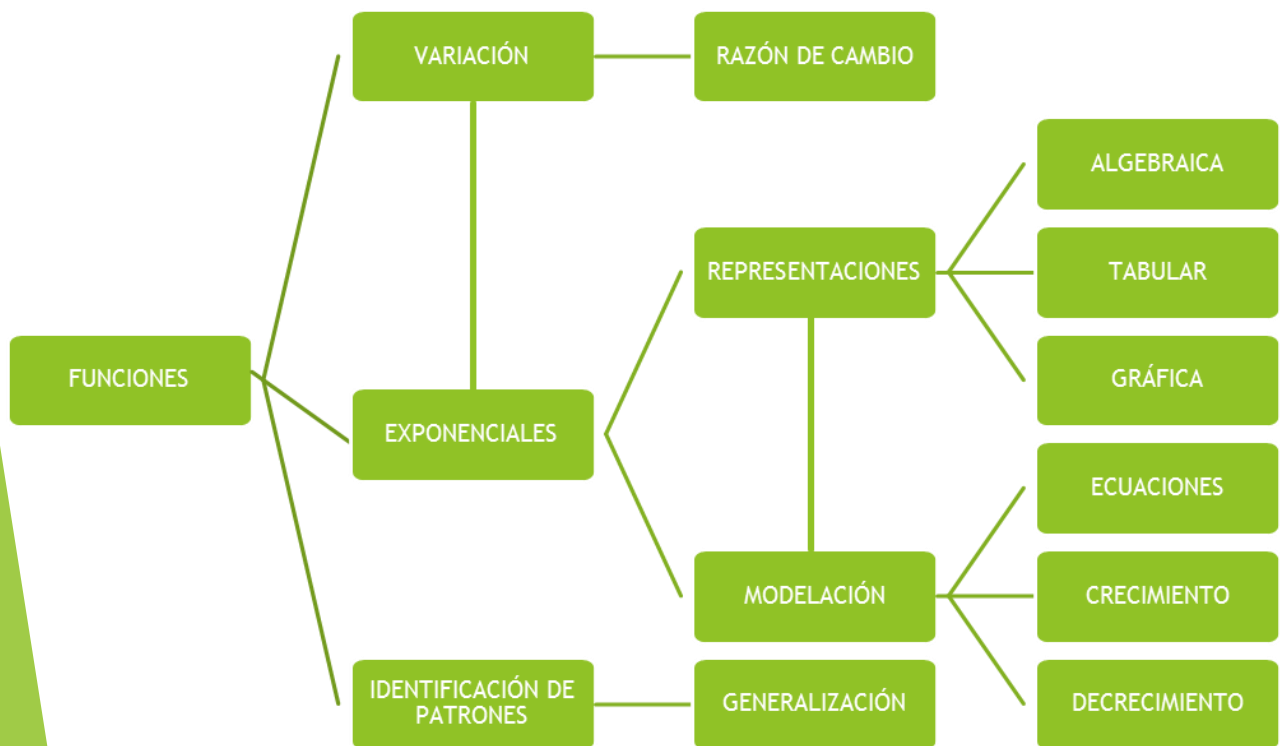 VARIACIÓN
RAZÓN DE CAMBIO
ALGEBRAICA
REPRESENTACIONES
TABULAR
FUNCIONES
GRÁFICA
EXPONENCIALES
ECUACIONES
MODELACIÓN
CRECIMIENTO
IDENTIFICACIÓN DE
PATRONES
GENERALIZACIÓN
DECRECIMIENTO